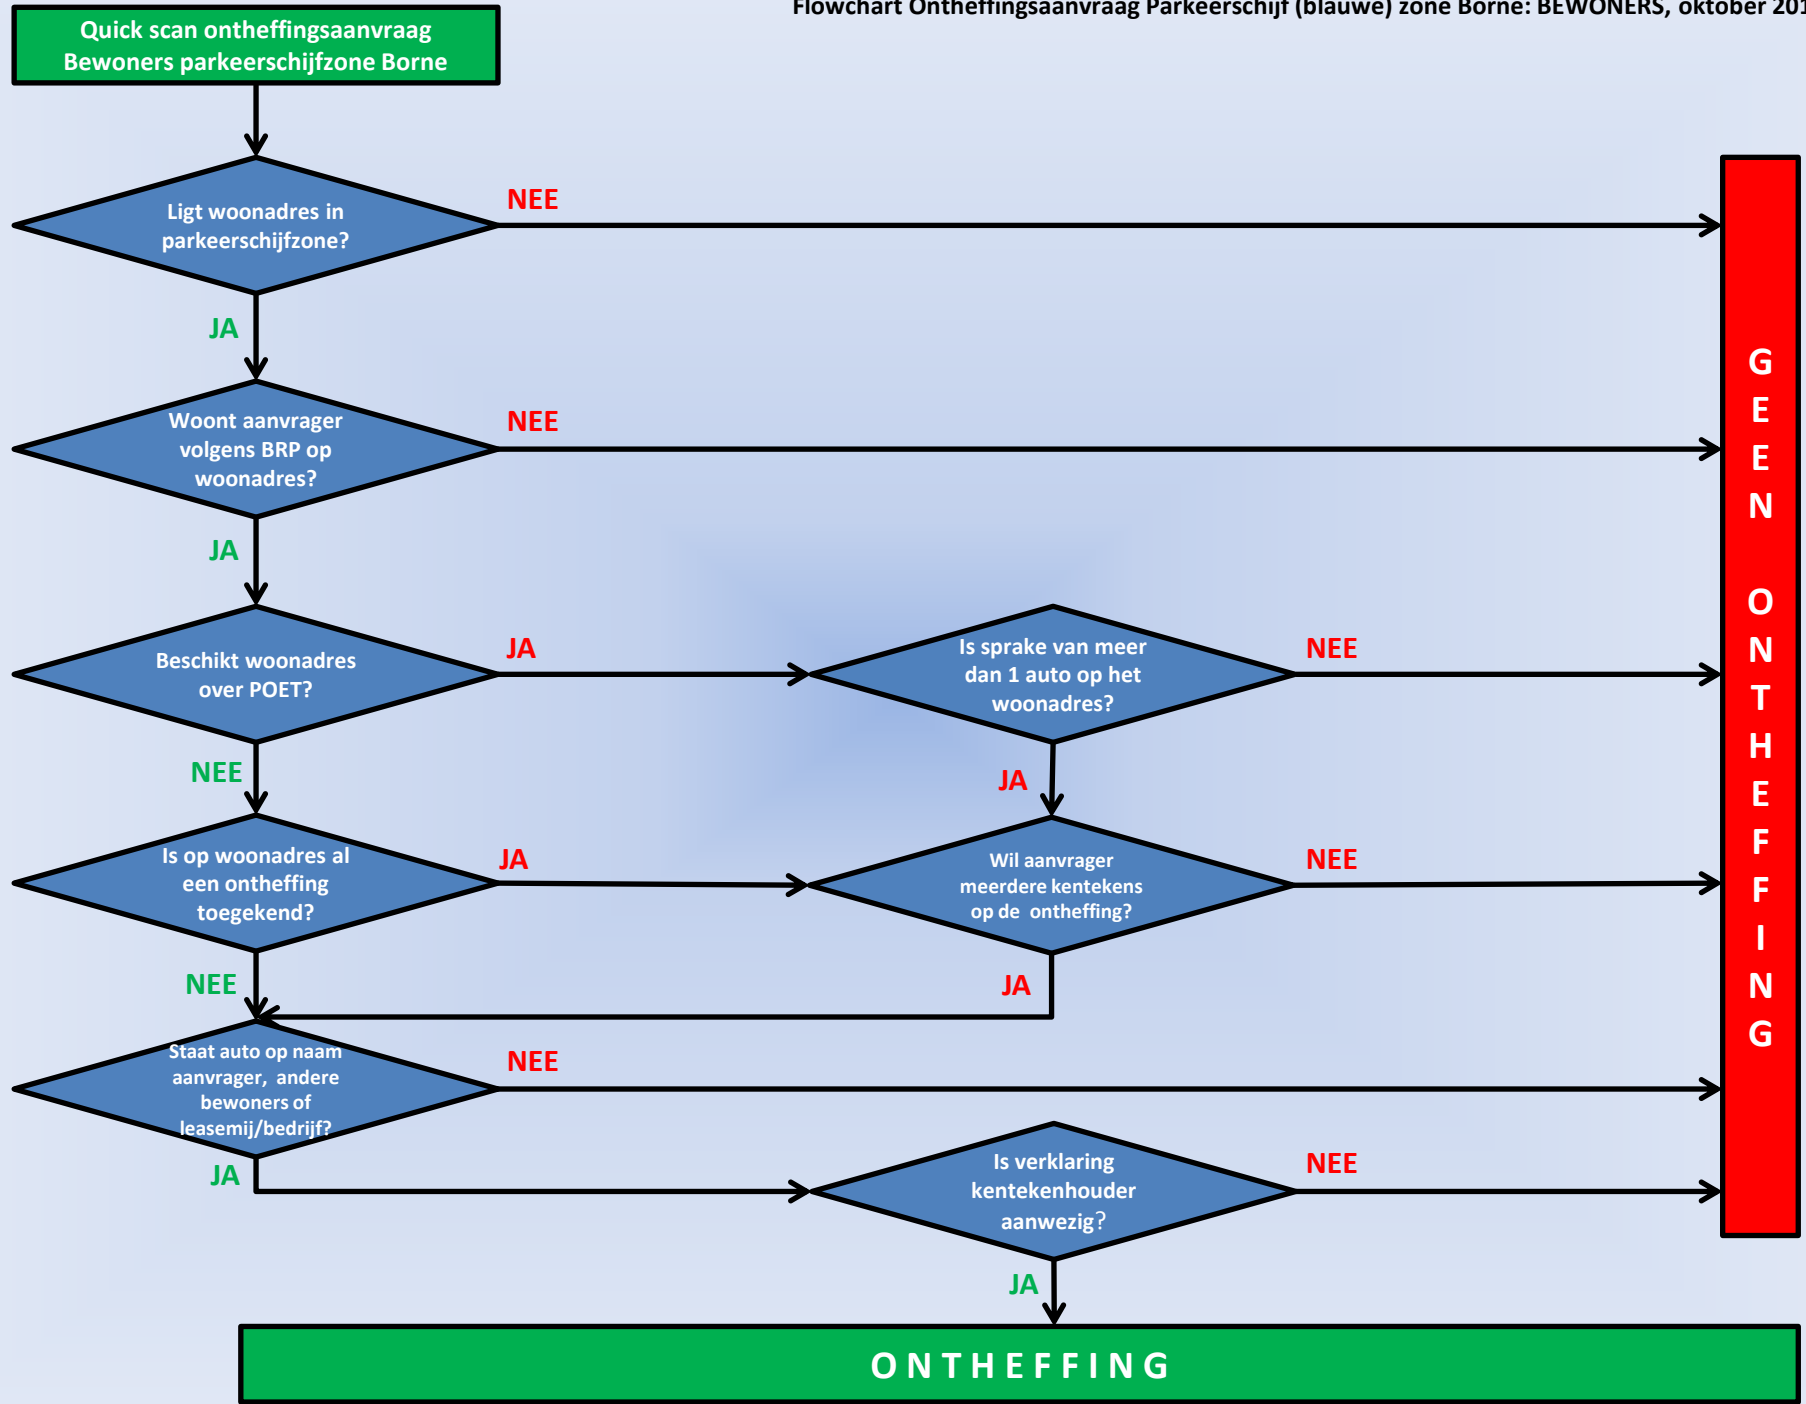 Flowchart Ontheffingsaanvraag Parkeerschijf (blauwe) zone Borne: BEWONERS, oktober 201
Quick scan ontheffingsaanvraag
Bewoners parkeerschijfzone Borne
Ligt woonadres in
parkeerschijfzone?
NEE
JA
Woont aanvrager
volgens BRP op
woonadres?
NEE
JA
Beschikt woonadres
over POET?
JA
Is sprake van meer
dan 1 auto op het
woonadres?
NEE
NEE
JA
Is op woonadres al
een ontheffing
toegekend?
JA
Wil aanvrager
meerdere kentekens
op de ontheffing?
NEE
NEE
JA
Staat auto op naam
aanvrager, andere
bewoners of
leasemij/bedrijf?
NEE
JA
Is verklaring
kentekenhouder
aanwezig?
NEE
JA
GEEN ONTHEFFING
ONTHEFFING